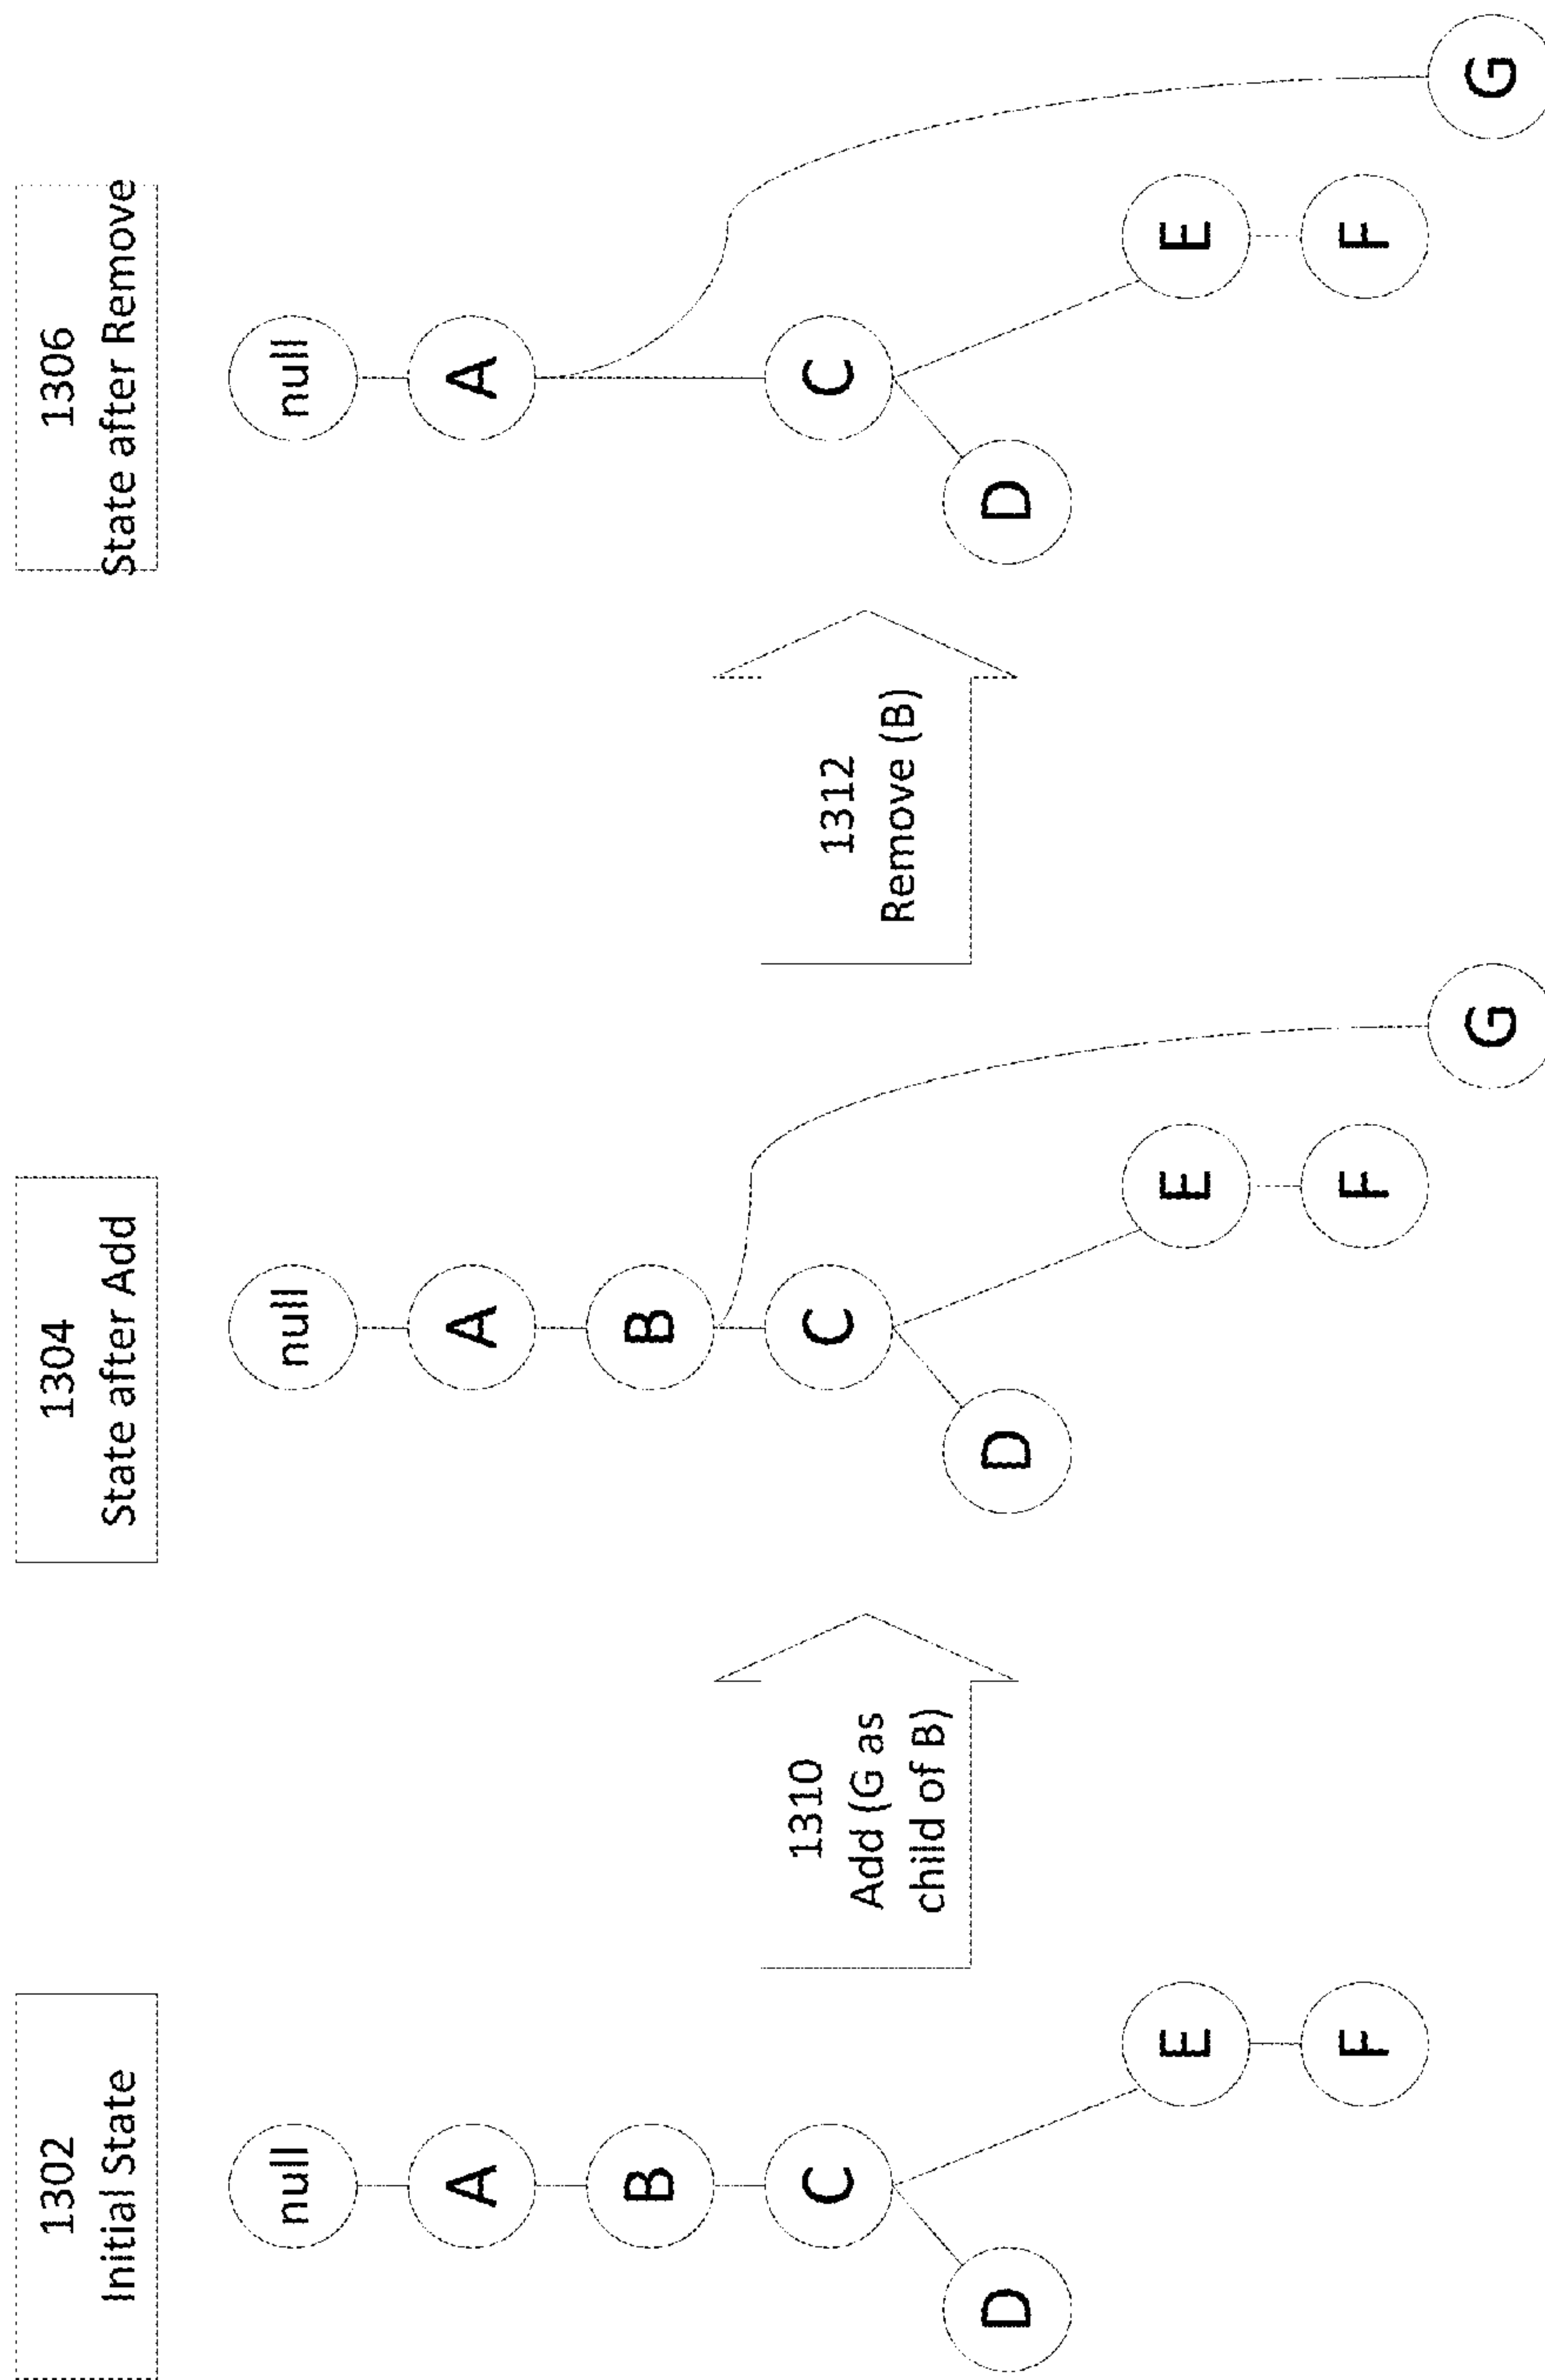 1302
Initial State
null
A
B
C
D
E
F
1310
Add (G as
child of B)
1304
State after Add
null
A
B
C
D
E
F
G
1312
Remove (B)
1306
State after Remove
null
A
C
D
E
F
G